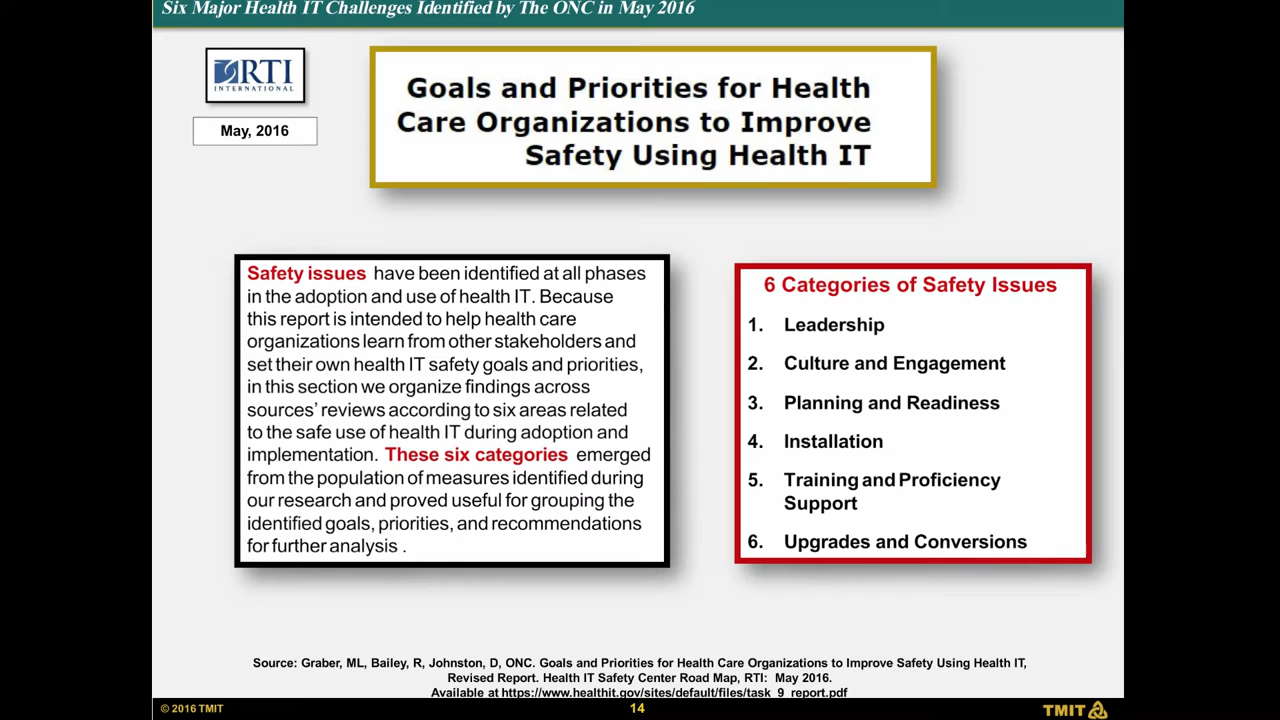 Six Major Health IT Challenges Identified by The ONC in May 2016
RTI
INTERNATIONAL
May, 2016
Goals and Priorities for Health
Care Organizations to Improve
Safety Using Health IT
Safety issues have been identified at all phases
in the adoption and use of health IT. Because
this report is intended to help health care
organizations learn from other stakeholders and
set their own health IT safety goals and priorities,
in this section we organize findings across
sources' reviews according to six areas related
to the safe use of health IT during adoption and
implementation. These six categories emerged
from the population of measures identified during
our research and proved useful for grouping the
identified goals, priorities, and recommendations
for further analysis .
6 Categories of Safety Issues
1. Leadership
2. Culture and Engagement
3. Planning and Readiness
4. Installation
5. Training and Proficiency
Support
6. Upgrades and Conversions
Source: Graber, ML, Bailey, R, Johnston, D, ONC. Goals and Priorities for Health Care Organizations to Improve Safety Using Health IT,
Revised Report. Health IT Safety Center Road Map, RTI: May 2016.
Available at https://www.healthit.gov/sites/default/files/task_9_report.pdf
© 2016 TMIT
14
TMIT